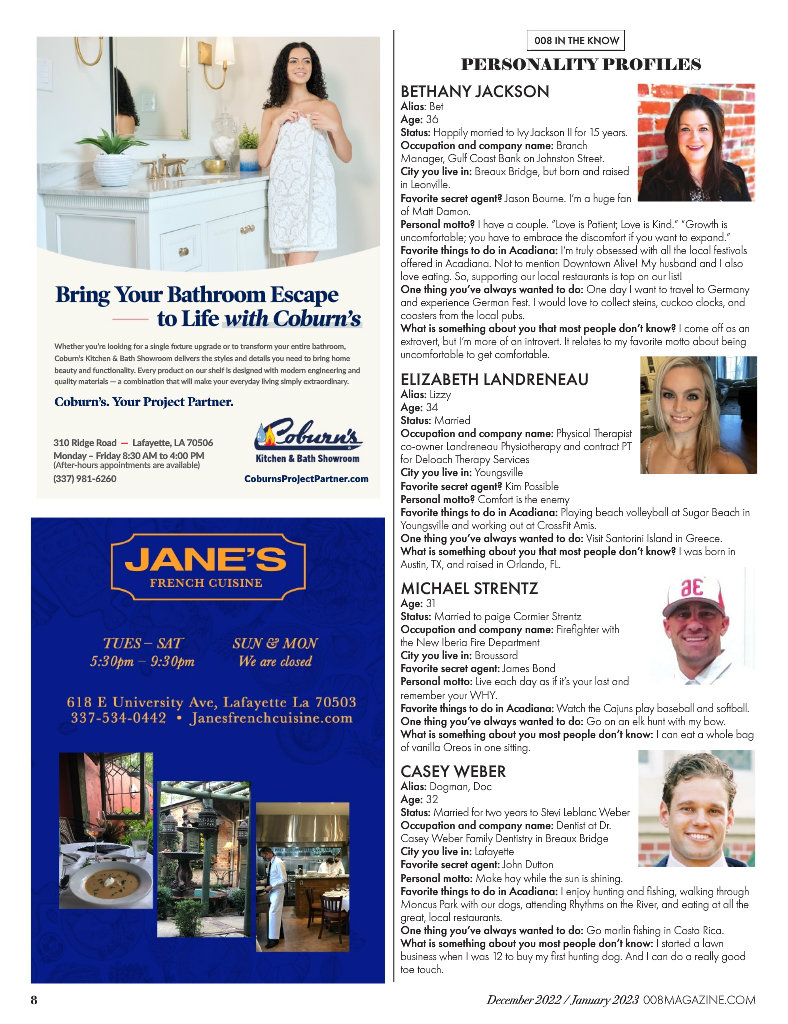 Bring Your Bathroom Escape
to Life with Coburn's
Whether you're looking for a single fixture upgrade or to transform your entire bathroom,
Coburn's Kitchen & Bath Showroom delivers the styles and details you need to bring home
beauty and functionality. Every product on our shelf is designed with modern engineering and
quality materials — a combination that will make your everyday living simply extraordinary.
Coburn's. Your Project Partner.
310 Ridge Road — Lafayette, LA 70506
Monday – Friday 8:30 AM to 4:00 PM
(After-hours appointments are available)
(337) 981-6260
Coburn's
Kitchen & Bath Showroom
CoburnsProjectPartner.com
JANE'S
FRENCH CUISINE
TUES – SAT
5:30pm – 9:30pm
SUN & MON
We are closed
618 E University Ave, Lafayette La 70503
337-534-0442 • Janesfrenchcuisine.com
008 IN THE KNOW
PERSONALITY PROFILES
BETHANY JACKSON
Alias: Bet
Age: 36
Status: Happily married to Ivy Jackson II for 15 years.
Occupation and company name: Branch
Manager, Gulf Coast Bank on Johnston Street.
City you live in: Breaux Bridge, but born and raised
in Leonville.
Favorite secret agent? Jason Bourne. I'm a huge fan
of Matt Damon.
Personal motto? I have a couple. "Love is Patient; Love is Kind." "Growth is
uncomfortable; you have to embrace the discomfort if you want to expand."
Favorite things to do in Acadiana: I'm truly obsessed with all the local festivals
offered in Acadiana. Not to mention Downtown Alive! My husband and I also
love eating. So, supporting our local restaurants is top on our list!
One thing you've always wanted to do: One day I want to travel to Germany
and experience German Fest. I would love to collect steins, cuckoo clocks, and
coasters from the local pubs.
What is something about you that most people don't know? I come off as an
extrovert, but I'm more of an introvert. It relates to my favorite motto about being
uncomfortable to get comfortable.
ELIZABETH LANDRENEAU
Alias: Lizzy
Age: 34
Status: Married
Occupation and company name: Physical Therapist
co-owner Landreneau Physiotherapy and contract PT
for Deloach Therapy Services
City you live in: Youngsville
Favorite secret agent? Kim Possible
Personal motto? Comfort is the enemy
Favorite things to do in Acadiana: Playing beach volleyball at Sugar Beach in
Youngsville and working out at CrossFit Amis.
One thing you've always wanted to do: Visit Santorini Island in Greece.
What is something about you that most people don't know? I was born in
Austin, TX, and raised in Orlando, FL.
MICHAEL STRENTZ
Age: 31
Status: Married to paige Cormier Strentz
Occupation and company name: Firefighter with
the New Iberia Fire Department
City you live in: Broussard
Favorite secret agent: James Bond
Personal motto: Live each day as if it's your last and
remember your WHY.
Favorite things to do in Acadiana: Watch the Cajuns play baseball and softball.
One thing you've always wanted to do: Go on an elk hunt with my bow.
What is something about you most people don't know: I can eat a whole bag
of vanilla Oreos in one sitting.
CASEY WEBER
Alias: Dogman, Doc
Age: 32
Status: Married for two years to Stevi Leblanc Weber
Occupation and company name: Dentist at Dr.
Casey Weber Family Dentistry in Breaux Bridge
City you live in: Lafayette
Favorite secret agent: John Dutton
Personal motto: Make hay while the sun is shining.
Favorite things to do in Acadiana: I enjoy hunting and fishing, walking through
Moncus Park with our dogs, attending Rhythms on the River, and eating at all the
great, local restaurants.
One thing you've always wanted to do: Go marlin fishing in Costa Rica.
What is something about you most people don't know: I started a lawn
business when I was 12 to buy my first hunting dog. And I can do a really good
toe touch.
8
December 2022 / January 2023 008MAGAZINE.COM